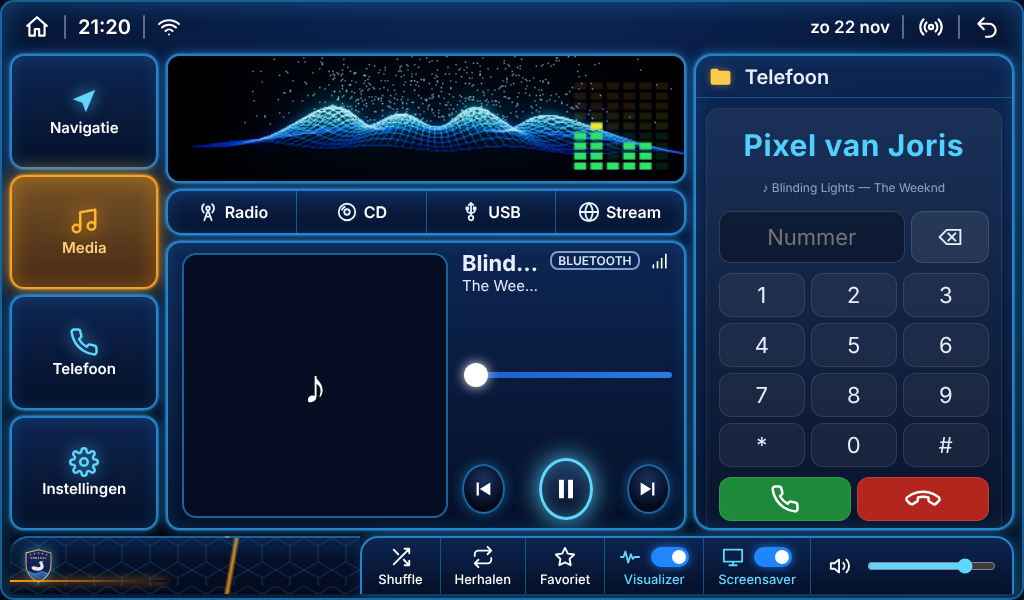 21:20
zo 22 nov
Navigatie
Media
Telefoon
Instellingen
Radio
CD
USB
Stream
Blind...
BLUETOOTH
The Wee...
Telefoon
Pixel van Joris
♪ Blinding Lights — The Weeknd
Nummer
1 2 3
4 5 6
7 8 9
* 0 #
Shuffle
Herhalen
Favoriet
Visualizer
Screensaver